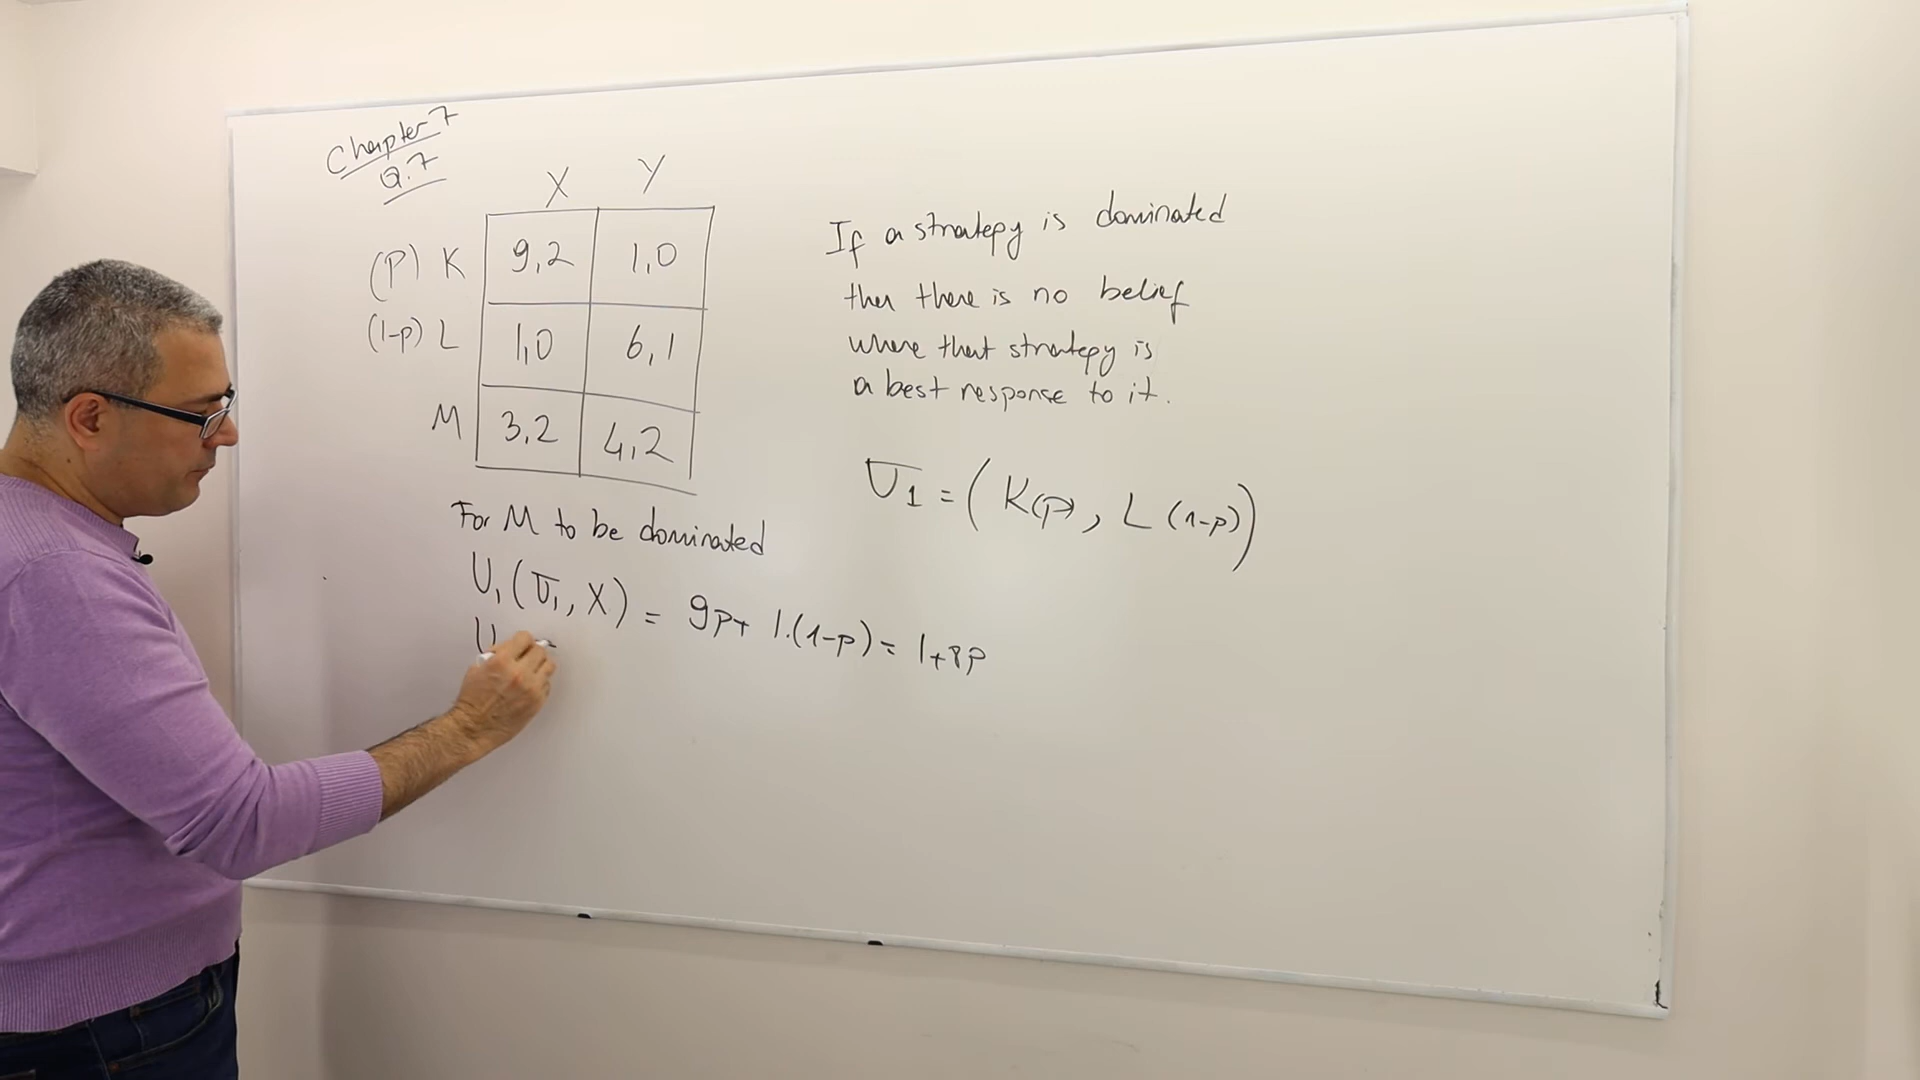 Chapter 7
Q.7
X Y
(P) K 9,2 1,0
(1-p) L 1,0 6,1
M 3,2 4,2
If a strategy is dominated
then there is no belief
where that strategy is
a best response to it.
σ1 = (K(p), L(1-p))
For M to be dominated
U1(σ1, X) = 9p+ 1.(1-p) = 1+8p
U